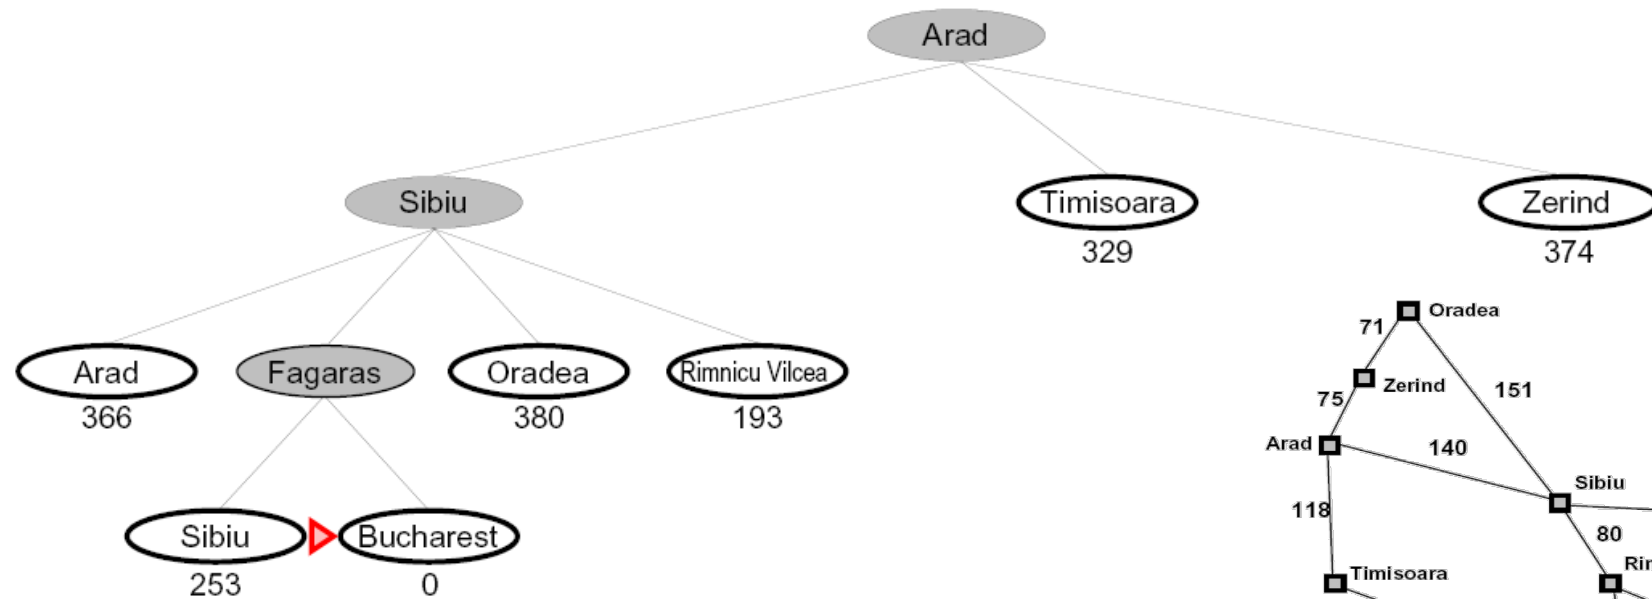 Arad
Sibiu
Timisoara
Zerind
329
374
Arad
Fagaras
Oradea
Rimnicu Vilcea
366
380
193
Sibiu
Bucharest
253
0
Oradea
71
Zerind
151
75
Arad
140
Sibiu
118
80
Timisoara